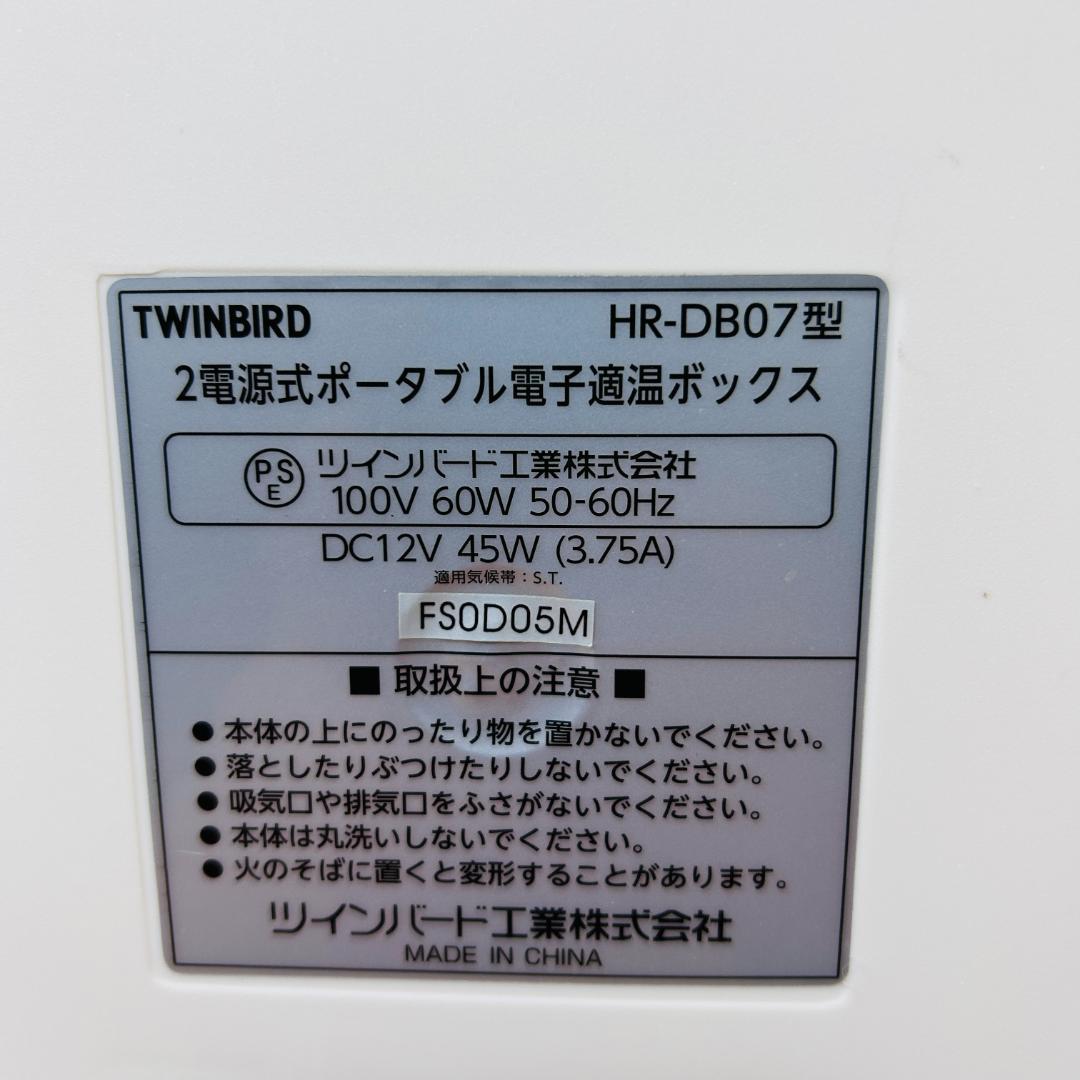 TWINBIRD HR-DB07型
2電源式ポータブル電子適温ボックス
PS
E
ツインバード工業株式会社
100V 60W 50-60Hz
DC12V 45W (3.75A)
適用気候帯：S.T.
FS0D05M
■ 取扱上の注意 ■
● 本体の上にのったり物を置かないでください。
● 落としたりぶつけたりしないでください。
● 吸気口や排気口をふさがないでください。
● 本体は丸洗いしないでください。
● 火のそばに置くと変形することがあります。
ツインバード工業株式会社
MADE IN CHINA